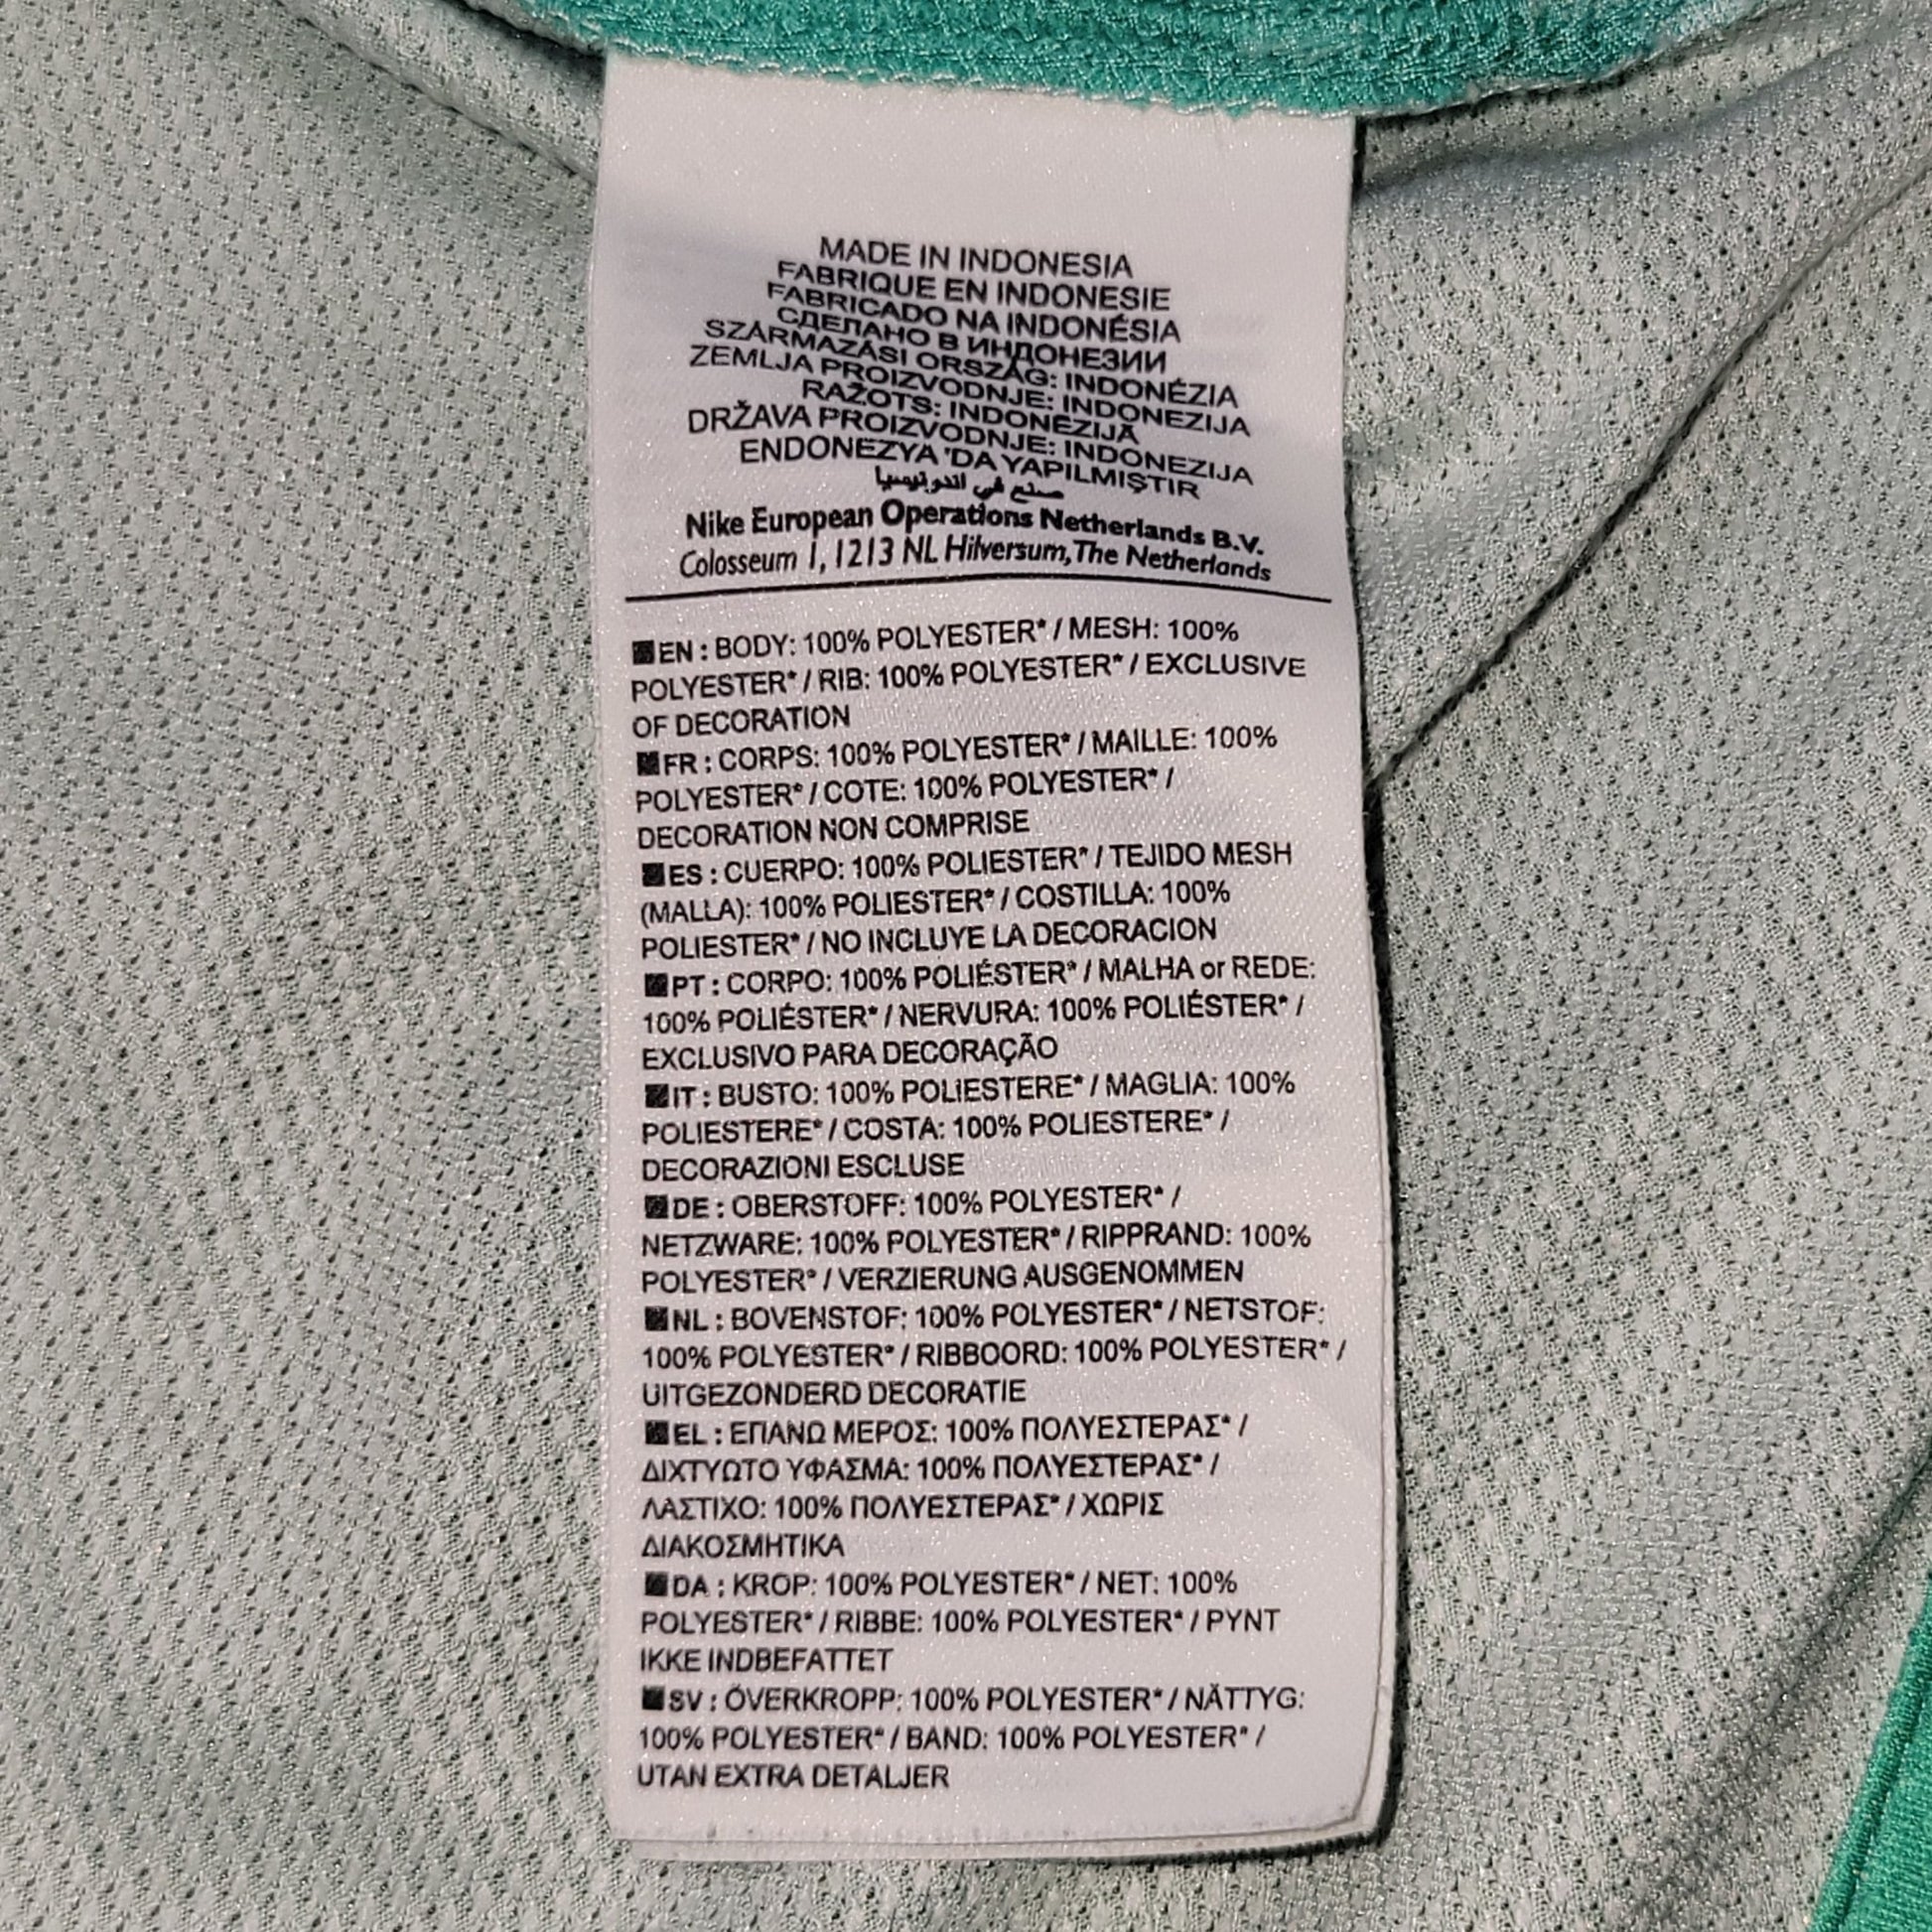 MADE IN INDONESIA
FABRIQUE EN INDONESIE
FABRICADO NA INDONÉSIA
СДЕПАНО В ИНДОНЕЗИИ
SZÁRMAZÁSI ORSZÁG: INDONÉZIA
ZEMLJA PROIZVODNJE: INDONEZIJA
RAŽOTS: INDONĒZIJĀ
DRŽAVA PROIZVODNJE: INDONEZIJA
ENDONEZYA 'DA YAPILMIŞTIR
صنع في اندونيسيا
Nike European Operations Netherlands B.V.
Colosseum 1, 1213 NL Hilversum, The Netherlands
EN : BODY: 100% POLYESTER* / MESH: 100%
POLYESTER* / RIB: 100% POLYESTER* / EXCLUSIVE
OF DECORATION
FR : CORPS: 100% POLYESTER* / MAILLE: 100%
POLYESTER* / COTE: 100% POLYESTER* /
DECORATION NON COMPRISE
ES : CUERPO: 100% POLIESTER* / TEJIDO MESH
(MALLA): 100% POLIESTER* / COSTILLA: 100%
POLIESTER* / NO INCLUYE LA DECORACION
PT : CORPO: 100% POLIÉSTER* / MALHA or REDE:
100% POLIÉSTER* / NERVURA: 100% POLIÉSTER* /
EXCLUSIVO PARA DECORAÇÃO
IT : BUSTO: 100% POLIESTERE* / MAGLIA: 100%
POLIESTERE* / COSTA: 100% POLIESTERE* /
DECORAZIONI ESCLUSE
DE : OBERSTOFF: 100% POLYESTER* /
NETZWARE: 100% POLYESTER* / RIPPRAND: 100%
POLYESTER* / VERZIERUNG AUSGENOMMEN
NL : BOVENSTOF: 100% POLYESTER* / NETSTOF:
100% POLYESTER* / RIBBOORD: 100% POLYESTER* /
UITGEZONDERD DECORATIE
EL : ΕΠΑΝΩ ΜΕΡΟΣ: 100% ΠΟΛΥΕΣΤΕΡΑΣ* /
ΔΙΧΤΥΩΤΟ ΥΦΑΣΜΑ: 100% ΠΟΛΥΕΣΤΕΡΑΣ* /
ΛΑΣΤΙΧΟ: 100% ΠΟΛΥΕΣΤΕΡΑΣ* / ΧΩΡΙΣ
ΔΙΑΚΟΣΜΗΤΙΚΑ
DA : KROP: 100% POLYESTER* / NET: 100%
POLYESTER* / RIBBE: 100% POLYESTER* / PYNT
IKKE INDBEFATTET
SV : ÖVERKROPP: 100% POLYESTER* / NÄTTYG:
100% POLYESTER* / BAND: 100% POLYESTER* /
UTAN EXTRA DETALJER